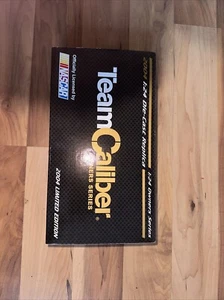 2004 1:24 Die-Cast Replica
1:24 Owners Series
Team Caliber®
OWNERS SERIES
Officially Licensed by
NASCAR
2004 LIMITED EDITION